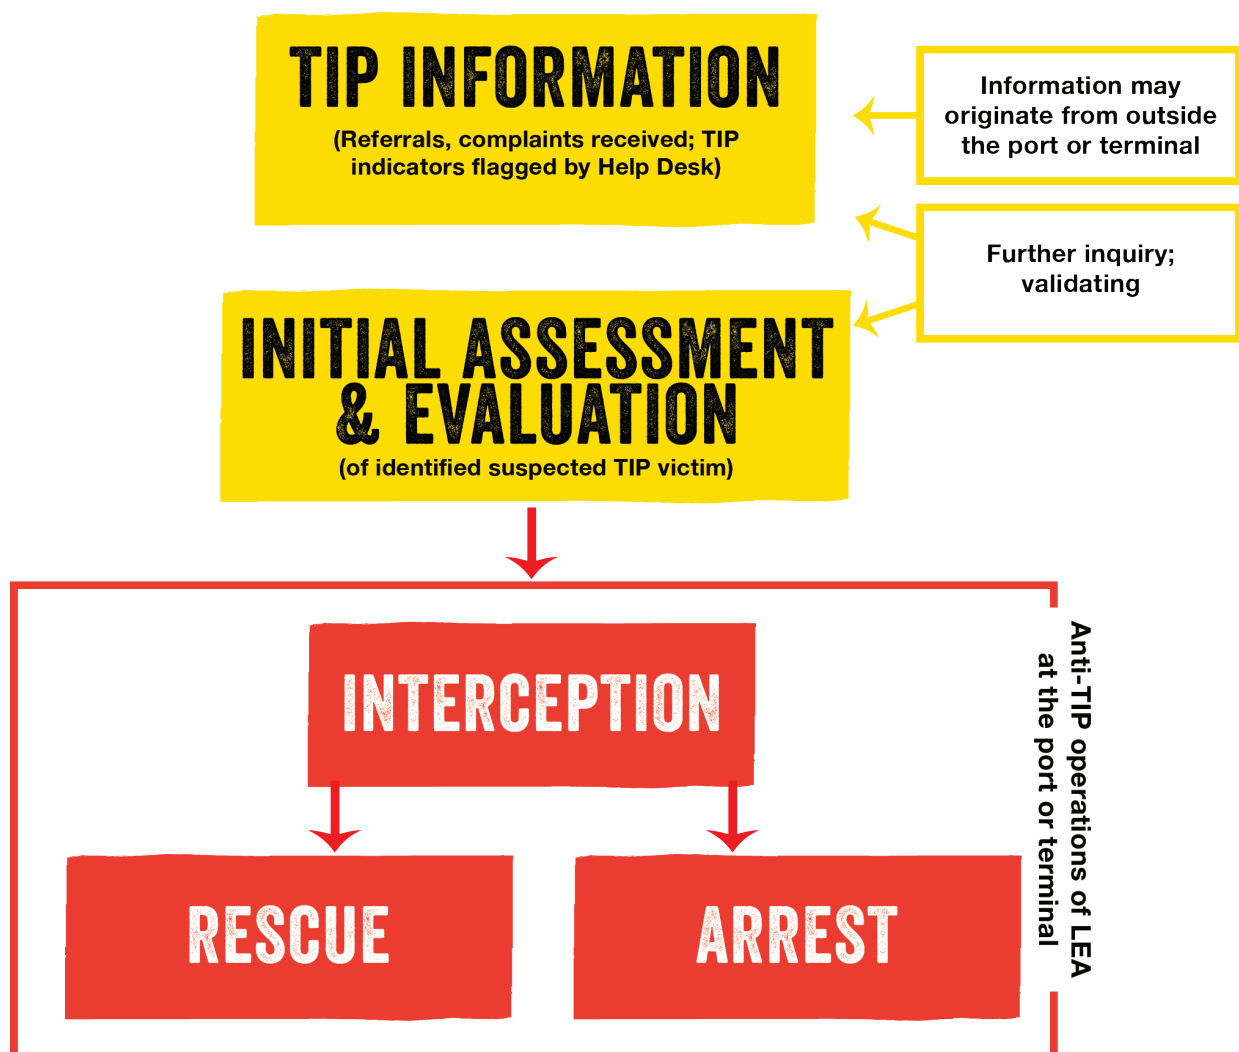 TIP INFORMATION
(Referrals, complaints received; TIP
indicators flagged by Help Desk)
Information may
originate from outside
the port or terminal
Further inquiry;
validating
INITIAL ASSESSMENT
& EVALUATION
(of identified suspected TIP victim)
INTERCEPTION
RESCUE
ARREST
Anti-TIP operations of LEA
at the port or terminal